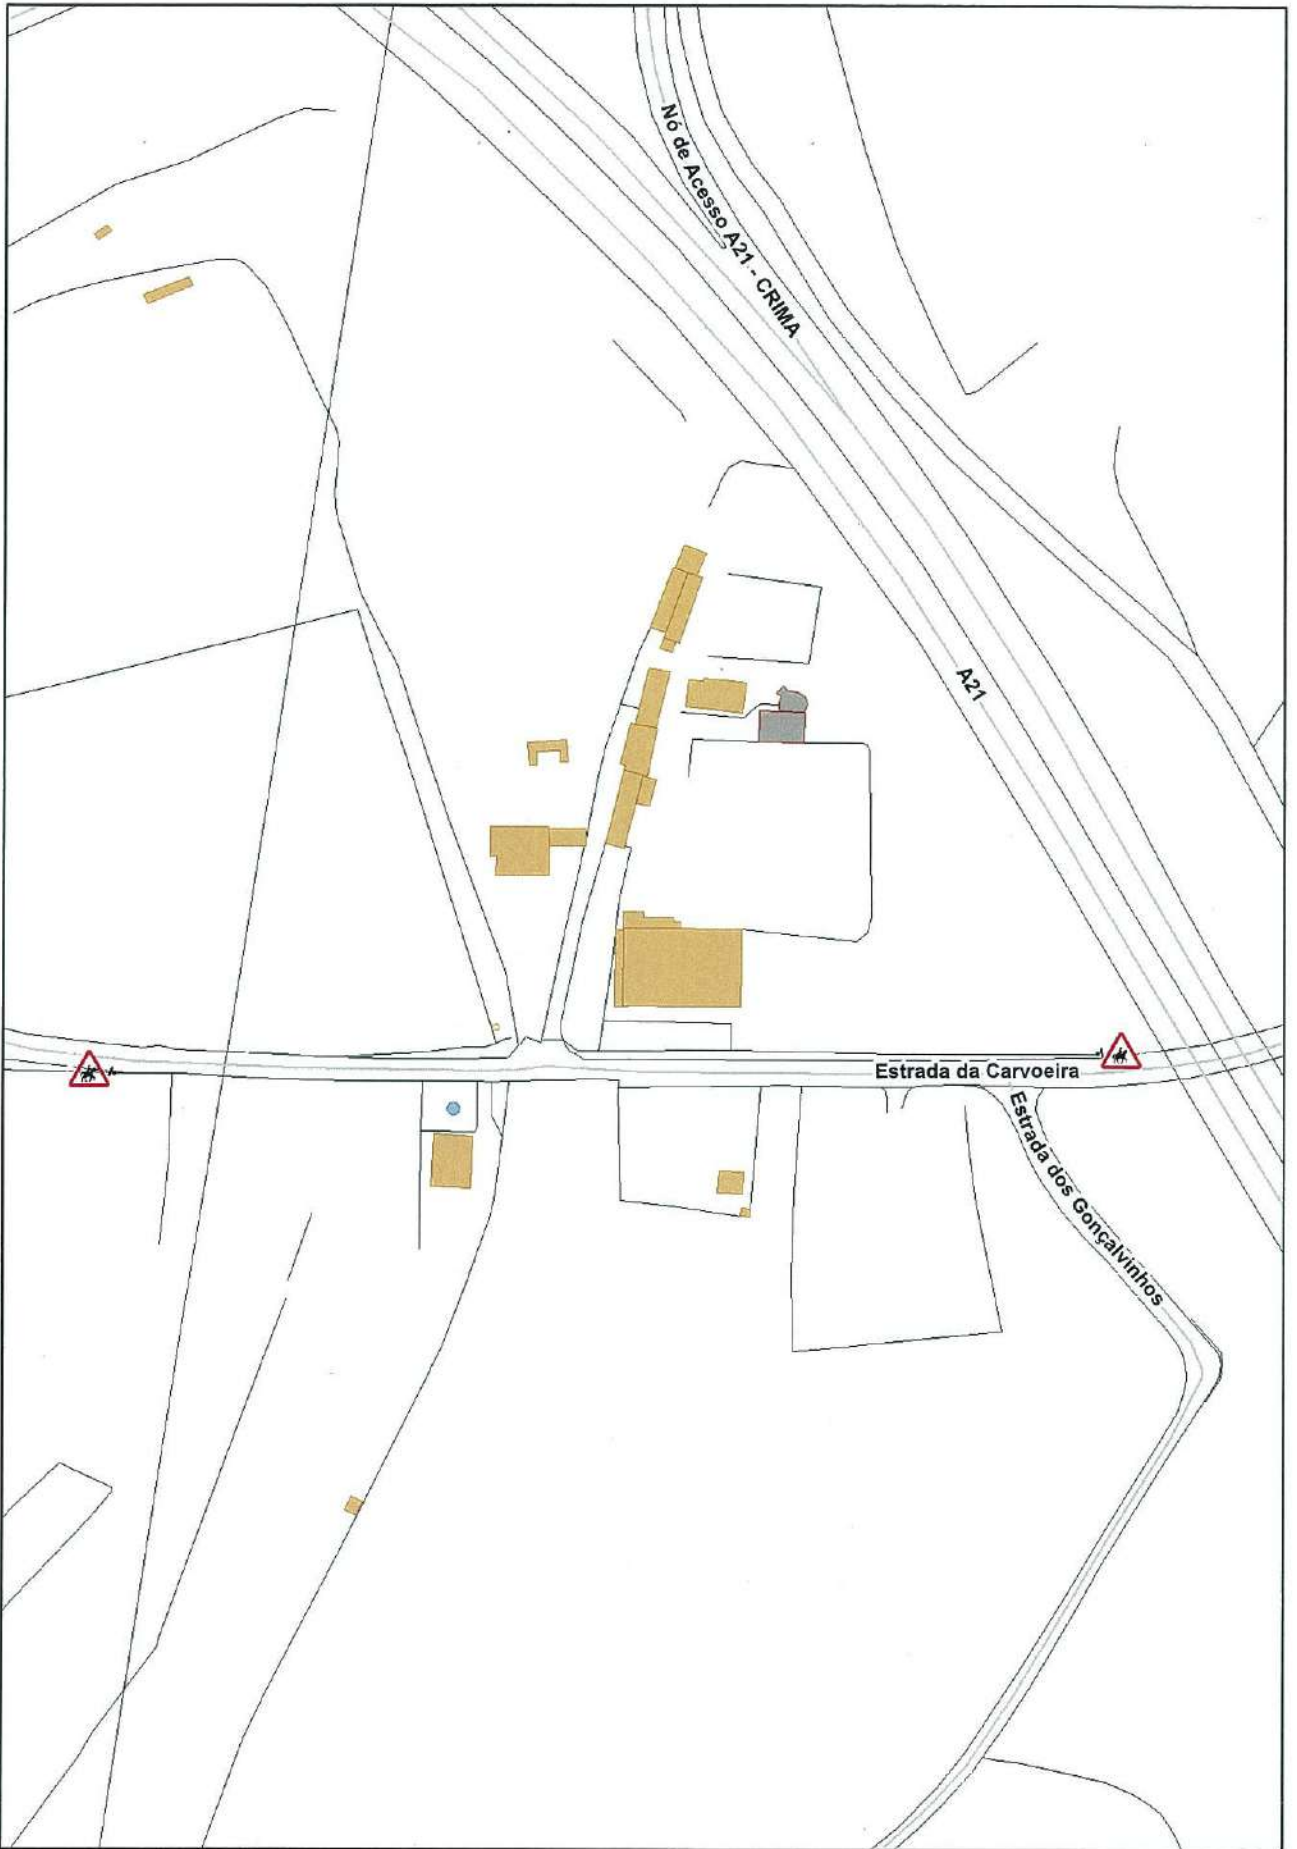 Nó de Acesso A21 - CRIMA
A21
Estrada da Carvoeira
Estrada dos Gonçalvinhos